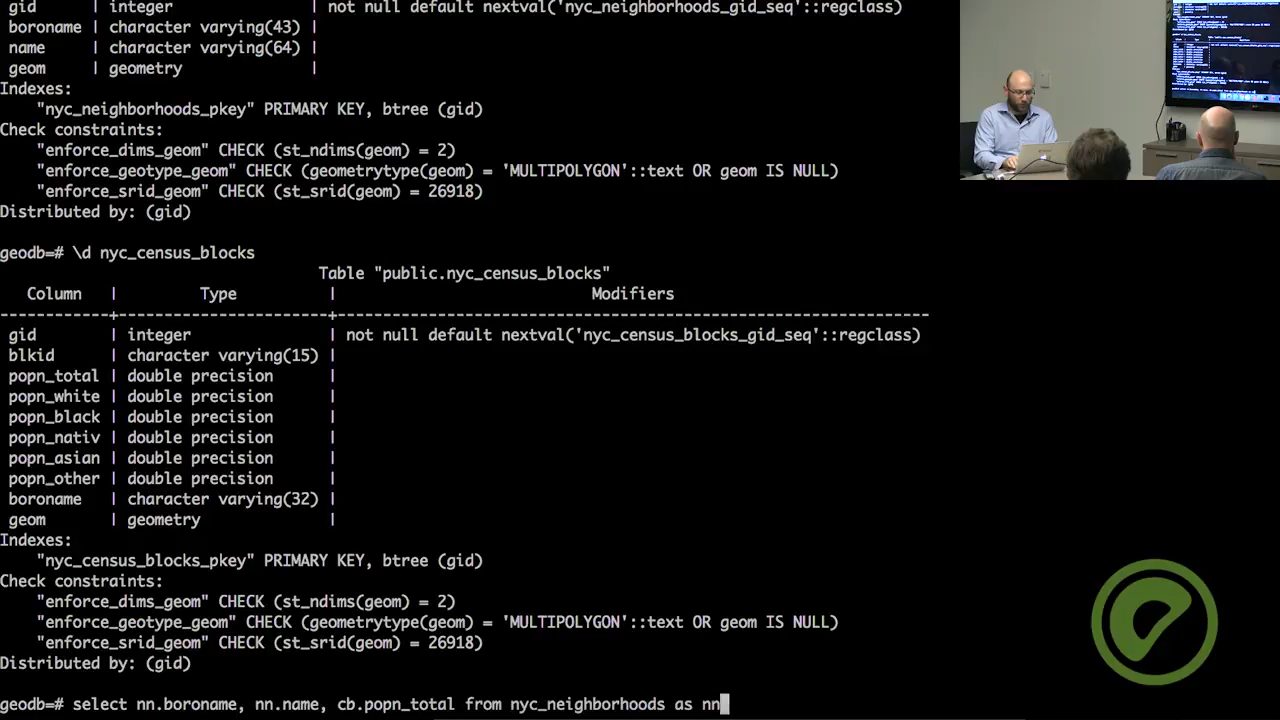 gid      | integer               | not null default nextval('nyc_neighborhoods_gid_seq'::regclass)
boroname | character varying(43) |
name     | character varying(64) |
geom     | geometry              |
Indexes:
    "nyc_neighborhoods_pkey" PRIMARY KEY, btree (gid)
Check constraints:
    "enforce_dims_geom" CHECK (st_ndims(geom) = 2)
    "enforce_geotype_geom" CHECK (geometrytype(geom) = 'MULTIPOLYGON'::text OR geom IS NULL)
    "enforce_srid_geom" CHECK (st_srid(geom) = 26918)
Distributed by: (gid)
geodb=# \d nyc_census_blocks
Table "public.nyc_census_blocks"
Column   |         Type          |                           Modifiers
------------+-----------------------+-----------------------------------------------------------------
gid        | integer               | not null default nextval('nyc_census_blocks_gid_seq'::regclass)
blkid      | character varying(15) |
popn_total | double precision      |
popn_white | double precision      |
popn_black | double precision      |
popn_nativ | double precision      |
popn_asian | double precision      |
popn_other | double precision      |
boroname   | character varying(32) |
geom       | geometry              |
Indexes:
    "nyc_census_blocks_pkey" PRIMARY KEY, btree (gid)
Check constraints:
    "enforce_dims_geom" CHECK (st_ndims(geom) = 2)
    "enforce_geotype_geom" CHECK (geometrytype(geom) = 'MULTIPOLYGON'::text OR geom IS NULL)
    "enforce_srid_geom" CHECK (st_srid(geom) = 26918)
Distributed by: (gid)
geodb=# select nn.boroname, nn.name, cb.popn_total from nyc_neighborhoods as nn